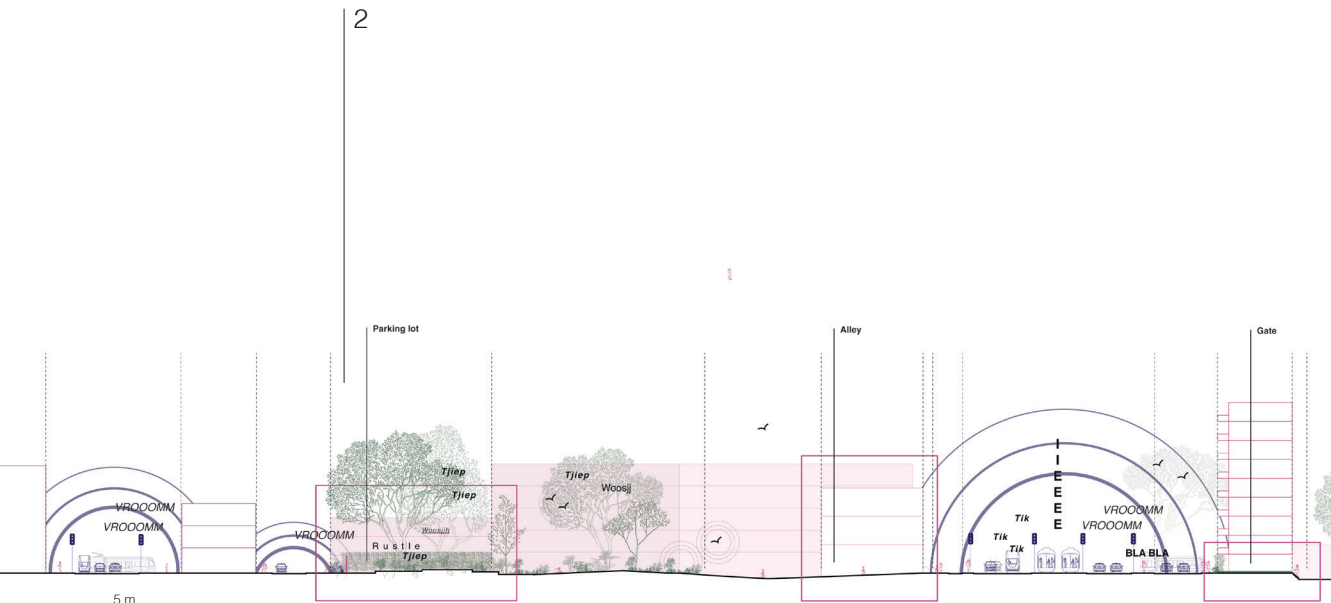 2
Parking lot
Alley
Gate
Tjiep
Tjiep
Tjiep
Woosjj
VROOOMM
VROOOMM
VROOOMM
Woosjjh
Rustle
Tjiep
I
I
E
E
E
E
VROOOMM
VROOOMM
Tik
Tik
Tik
BLA BLA
5 m